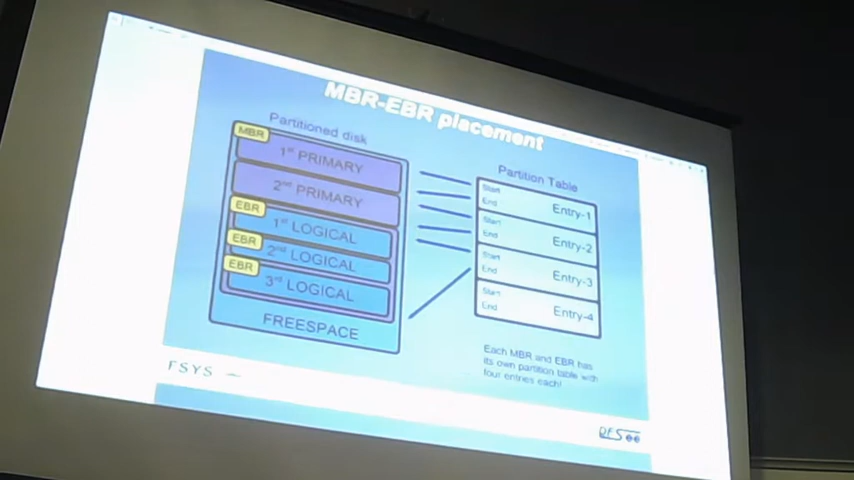 MBR-EBR placement
Partitioned disk
MBR
1st PRIMARY
2nd PRIMARY
EBR
1st LOGICAL
EBR
2nd LOGICAL
EBR
3rd LOGICAL
FREESPACE
Partition Table
Start
End
Entry-1
Start
End
Entry-2
Start
End
Entry-3
Start
End
Entry-4
Each MBR and EBR has
its own partition table with
four entries each!
FSYS